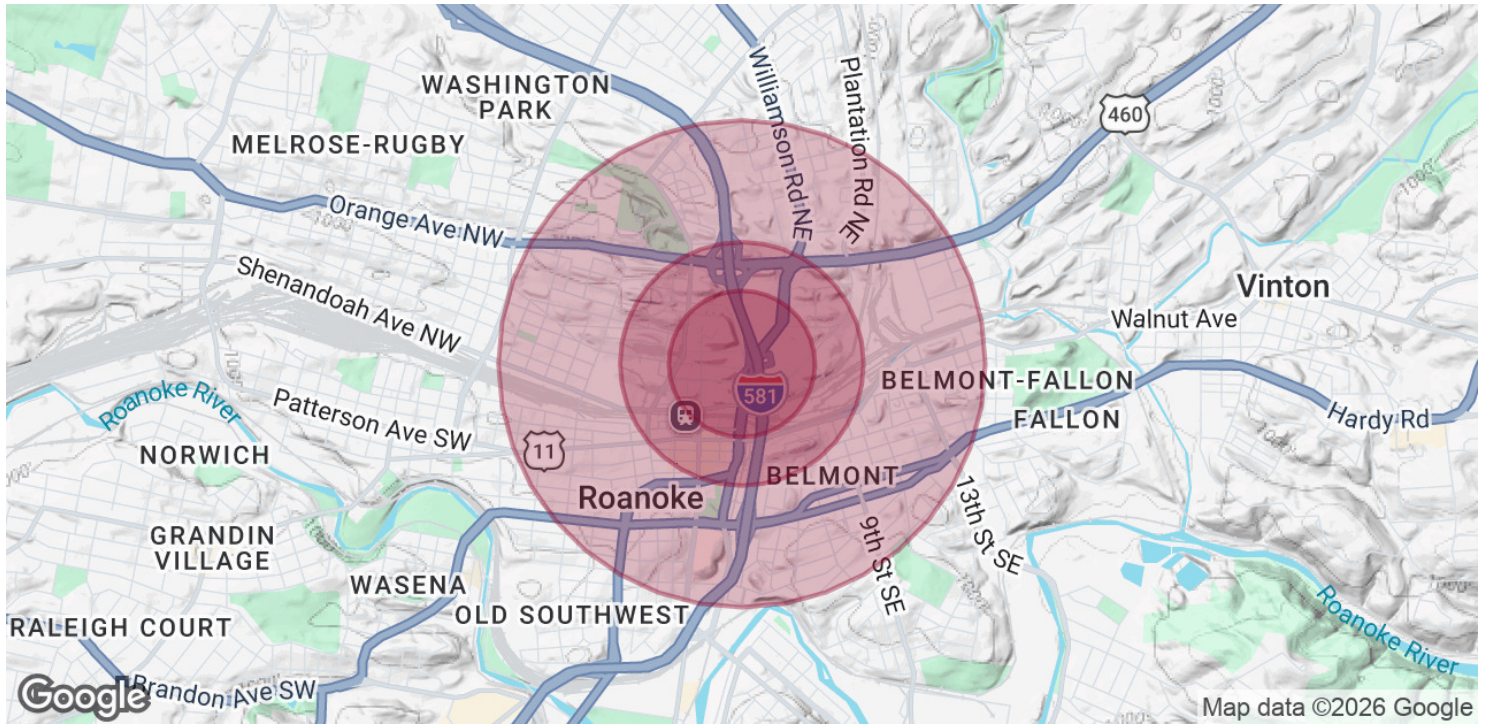 WASHINGTON
PARK
Williamson Rd NE
Plantation Rd NE
460
MELROSE-RUGBY
1000
1000
Orange Ave NW
1000
Shenandoah Ave NW
Vinton
Walnut Ave
Roanoke River
Patterson Ave SW
581
BELMONT-FALLON
FALLON
Hardy Rd
11
NORWICH
BELMONT
Roanoke
13th St SE
9th St SE
GRANDIN
VILLAGE
WASENA
OLD SOUTHWEST
RALEIGH COURT
Roanoke River
Brandon Ave SW
Google
Map data ©2026 Google